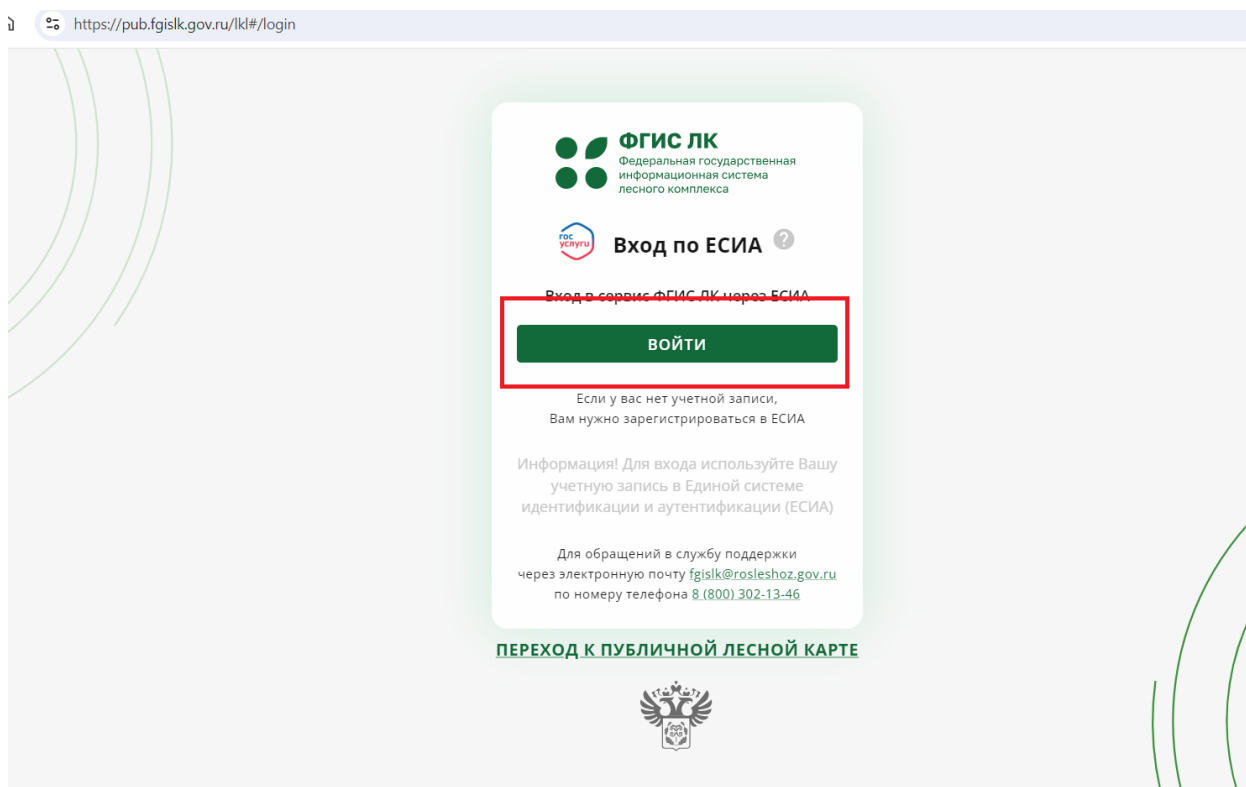 https://pub.fgislk.gov.ru/lkl#/login
ФГИС ЛК
Федеральная государственная
информационная система
лесного комплекса
гос
услуги
Вход по ЕСИА ?
Вход в сервис ФГИС ЛК через ЕСИА
ВОЙТИ
Если у вас нет учетной записи,
Вам нужно зарегистрироваться в ЕСИА
Информация! Для входа используйте Вашу
учетную запись в Единой системе
идентификации и аутентификации (ЕСИА)
Для обращений в службу поддержки
через электронную почту fgislk@rosleshoz.gov.ru
по номеру телефона 8 (800) 302-13-46
ПЕРЕХОД К ПУБЛИЧНОЙ ЛЕСНОЙ КАРТЕ